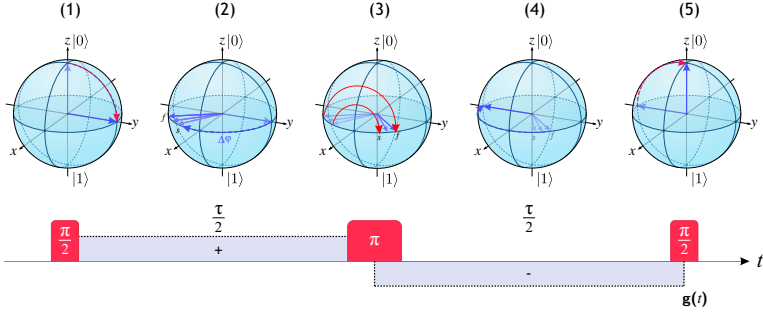 (1) (2) (3) (4) (5)
z |0⟩ z |0⟩ z |0⟩ z |0⟩ z |0⟩
f s s f s
y y y y y
Δφ
x x x x x
|1⟩ |1⟩ |1⟩ |1⟩ |1⟩
τ/2 τ/2
π/2 + π - π/2 t
g(t)